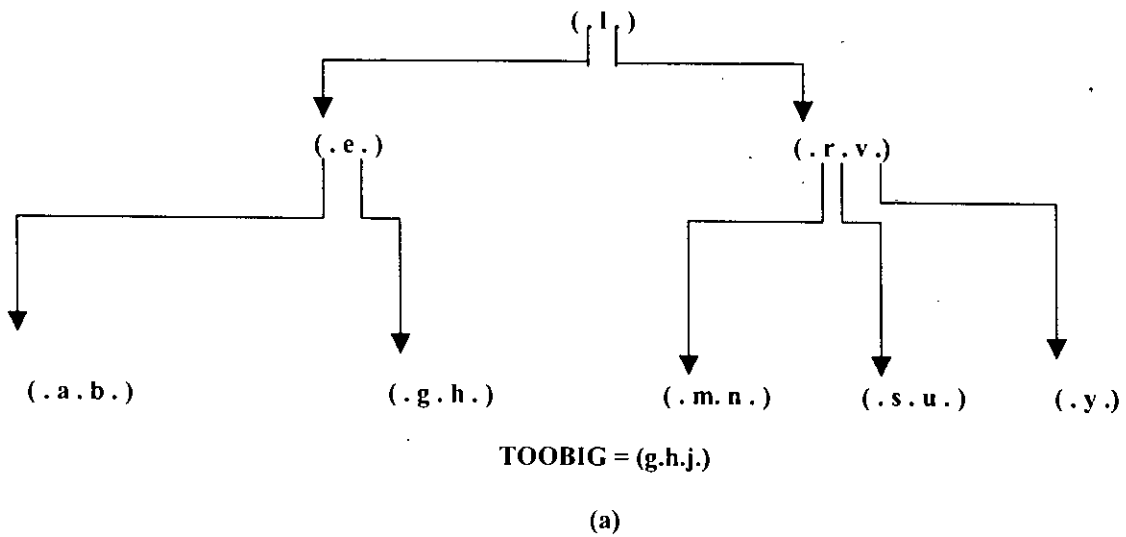 ( . l . )
( . e . )
( . r . v . )
( . a . b . )
( . g . h . )
( . m . n . )
( . s . u . )
( . y . )
TOOBIG = (g.h.j.)
(a)